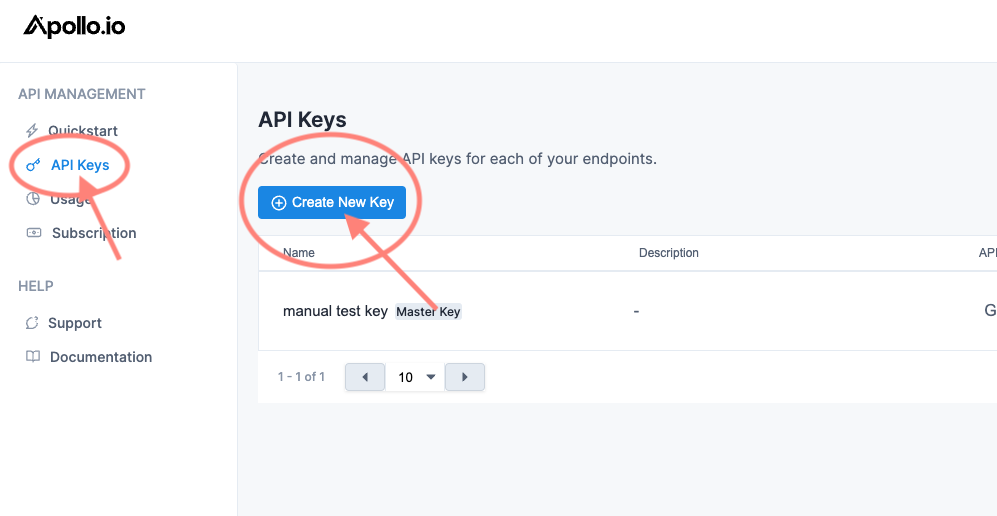 Apollo.io
API MANAGEMENT
Quickstart
API Keys
Usage
Subscription
HELP
Support
Documentation
API Keys
Create and manage API keys for each of your endpoints.
Create New Key
Name Description API
manual test key Master Key - G
1 - 1 of 1 10